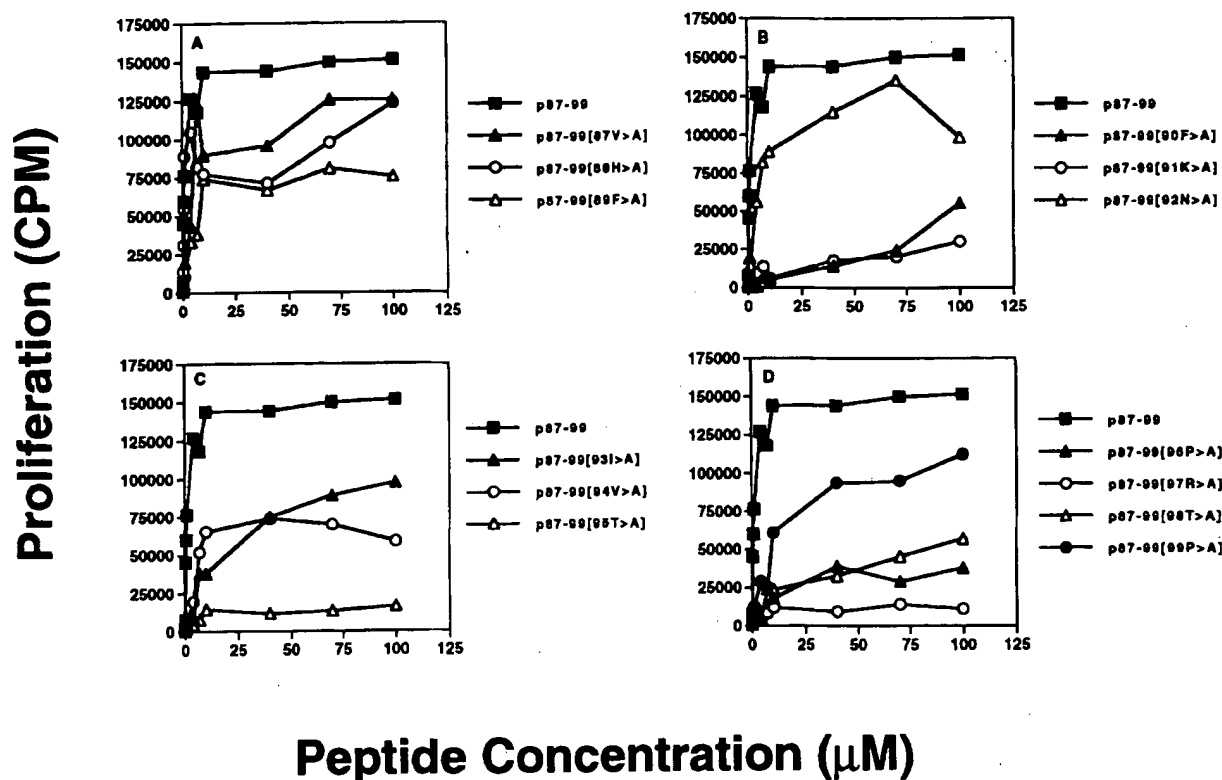 Proliferation (CPM)
A
175000
150000
125000
100000
75000
50000
25000
0
0 25 50 75 100 125
p87-99
p87-99[87V>A]
p87-99[88H>A]
p87-99[89F>A]
B
175000
150000
125000
100000
75000
50000
25000
0
0 25 50 75 100 125
p87-99
p87-99[90F>A]
p87-99[91K>A]
p87-99[92N>A]
C
175000
150000
125000
100000
75000
50000
25000
0
0 25 50 75 100 125
p87-99
p87-99[93I>A]
p87-99[94V>A]
p87-99[95T>A]
D
175000
150000
125000
100000
75000
50000
25000
0
0 25 50 75 100 125
p87-99
p87-99[96P>A]
p87-99[97R>A]
p87-99[98T>A]
p87-99[99P>A]
Peptide Concentration (μM)